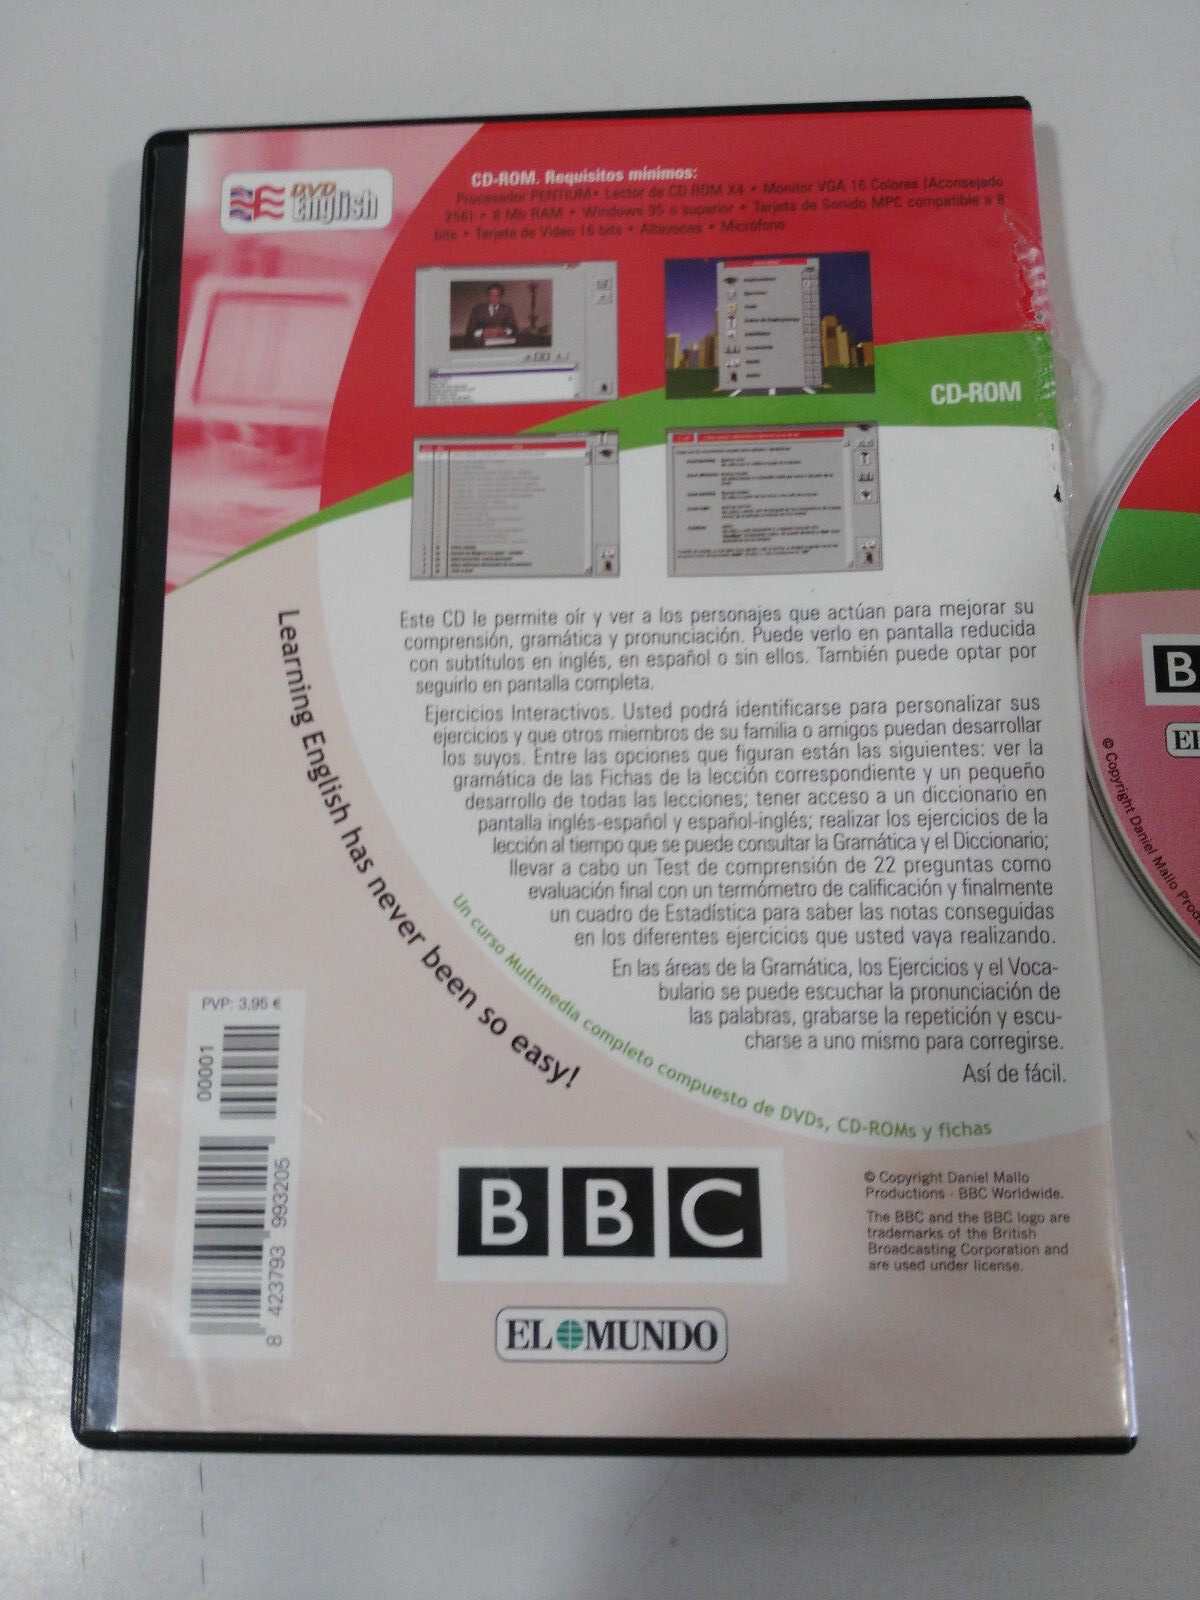 DVD
English
CD-ROM. Requisitos mínimos:
Procesador PENTIUM • Lector de CD ROM X4 • Monitor VGA 16 Colores (Aconsejado
256) • 8 Mb RAM • Windows 95 o superior • Tarjeta de Sonido MPC compatible a 8
bits • Tarjeta de Video 16 bits • Altavoces • Micrófono
CD-ROM
Este CD le permite oír y ver a los personajes que actúan para mejorar su
comprensión, gramática y pronunciación. Puede verlo en pantalla reducida
con subtítulos en inglés, en español o sin ellos. También puede optar por
seguirlo en pantalla completa.
Ejercicios Interactivos. Usted podrá identificarse para personalizar sus
ejercicios y que otros miembros de su familia o amigos puedan desarrollar
los suyos. Entre las opciones que figuran están las siguientes: ver la
gramática de las Fichas de la lección correspondiente y un pequeño
desarrollo de todas las lecciones; tener acceso a un diccionario en
pantalla inglés-español y español-inglés; realizar los ejercicios de la
lección al tiempo que se puede consultar la Gramática y el Diccionario;
llevar a cabo un Test de comprensión de 22 preguntas como
evaluación final con un termómetro de calificación y finalmente
un cuadro de Estadística para saber las notas conseguidas
en los diferentes ejercicios que usted vaya realizando.
En las áreas de la Gramática, los Ejercicios y el Voca-
bulario se puede escuchar la pronunciación de
las palabras, grabarse la repetición y escu-
charse a uno mismo para corregirse.
Así de fácil.
Learning English has never been so easy!
Un curso Multimedia completo compuesto de DVDs, CD-ROMs y fichas
PVP: 3,95 €
00001
8 423793 993205
BBC
EL MUNDO
© Copyright Daniel Mallo
Productions · BBC Worldwide.
The BBC and the BBC logo are
trademarks of the British
Broadcasting Corporation and
are used under license.
B
El
© Copyright Daniel Mallo Prod